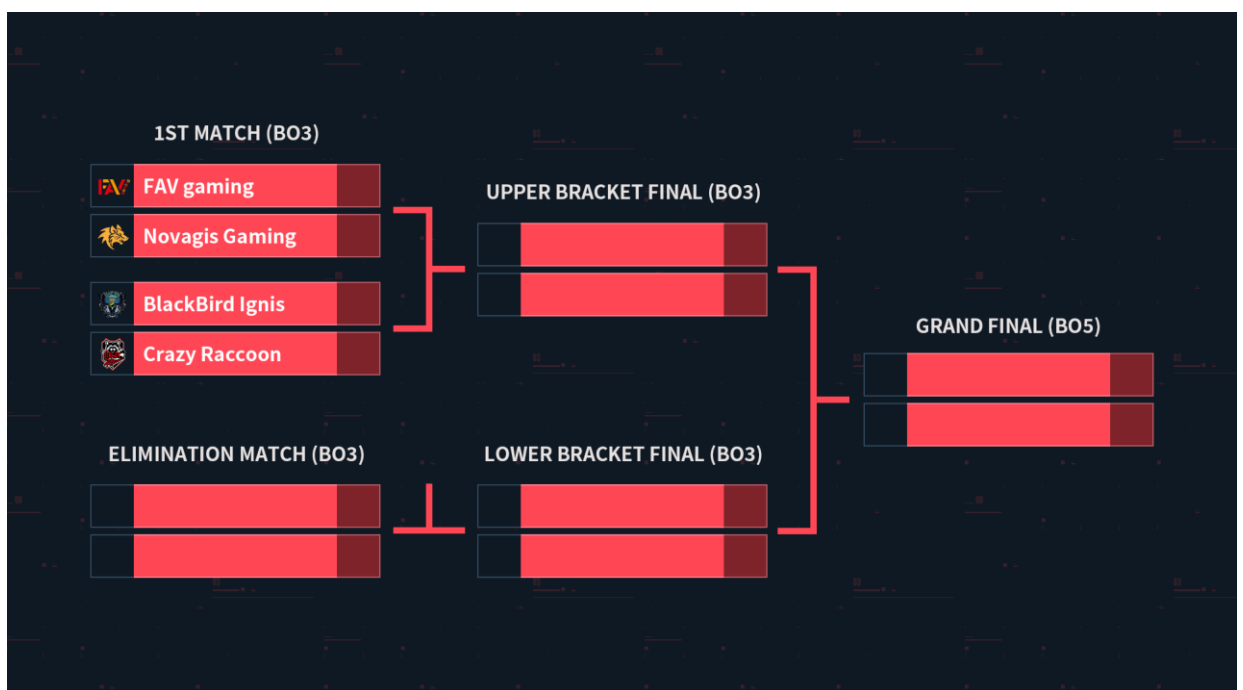 1ST MATCH (BO3)
FAV
FAV gaming
Novagis Gaming
BlackBird Ignis
Crazy Raccoon
UPPER BRACKET FINAL (BO3)
GRAND FINAL (BO5)
ELIMINATION MATCH (BO3)
LOWER BRACKET FINAL (BO3)